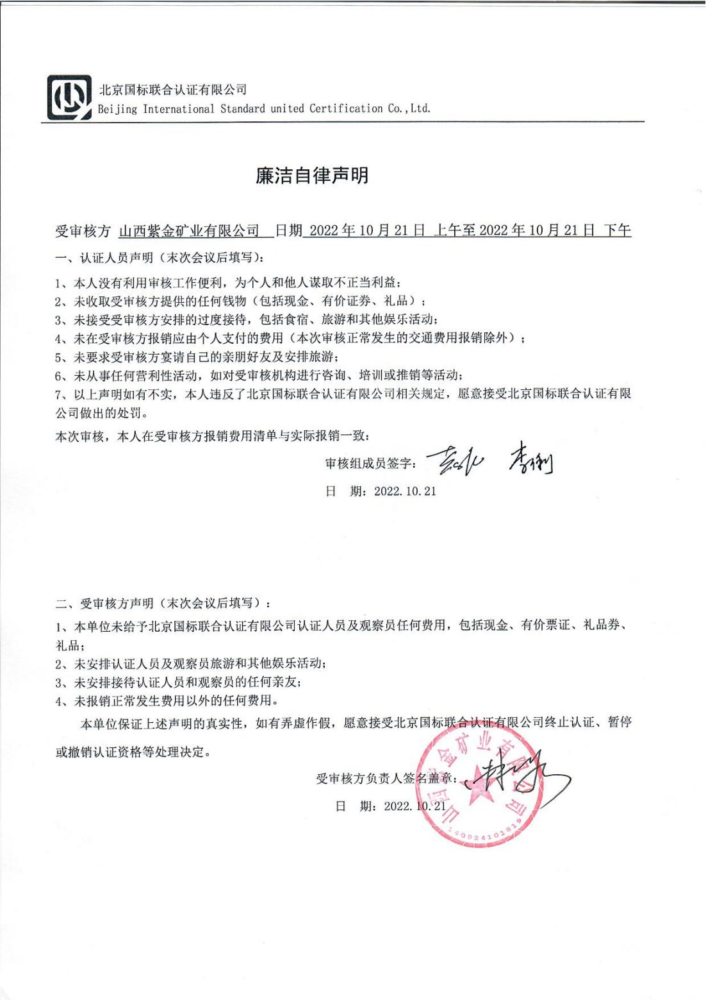 北京国标联合认证有限公司
Beijing International Standard united Certification Co.,Ltd.
廉洁自律声明
受审核方 山西紫金矿业有限公司 日期 2022 年 10 月 21 日 上午至 2022 年 10 月 21 日 下午
一、认证人员声明（末次会议后填写）：
1、本人没有利用审核工作便利，为个人和他人谋取不正当利益；
2、未收取受审核方提供的任何钱物（包括现金、有价证券、礼品）；
3、未接受受审核方安排的过度接待，包括食宿、旅游和其他娱乐活动；
4、未在受审核方报销应由个人支付的费用（本次审核正常发生的交通费用报销除外）；
5、未要求受审核方宴请自己的亲朋好友及安排旅游；
6、未从事任何营利性活动，如对受审核机构进行咨询、培训或推销等活动；
7、以上声明如有不实，本人违反了北京国标联合认证有限公司相关规定，愿意接受北京国标联合认证有限
公司做出的处罚。
本次审核，本人在受审核方报销费用清单与实际报销一致：
审核组成员签字： 李俐
日 期：2022.10.21
二、受审核方声明（末次会议后填写）：
1、本单位未给予北京国标联合认证有限公司认证人员及观察员任何费用，包括现金、有价票证、礼品券、
礼品；
2、未安排认证人员及观察员旅游和其他娱乐活动；
3、未安排接待认证人员和观察员的任何亲友；
4、未报销正常发生费用以外的任何费用。
本单位保证上述声明的真实性，如有弄虚作假，愿意接受北京国标联合认证有限公司终止认证、暂停
或撤销认证资格等处理决定。
受审核方负责人签名盖章：
日 期：2022.10.21
山西紫金矿业有限公司
140924101819